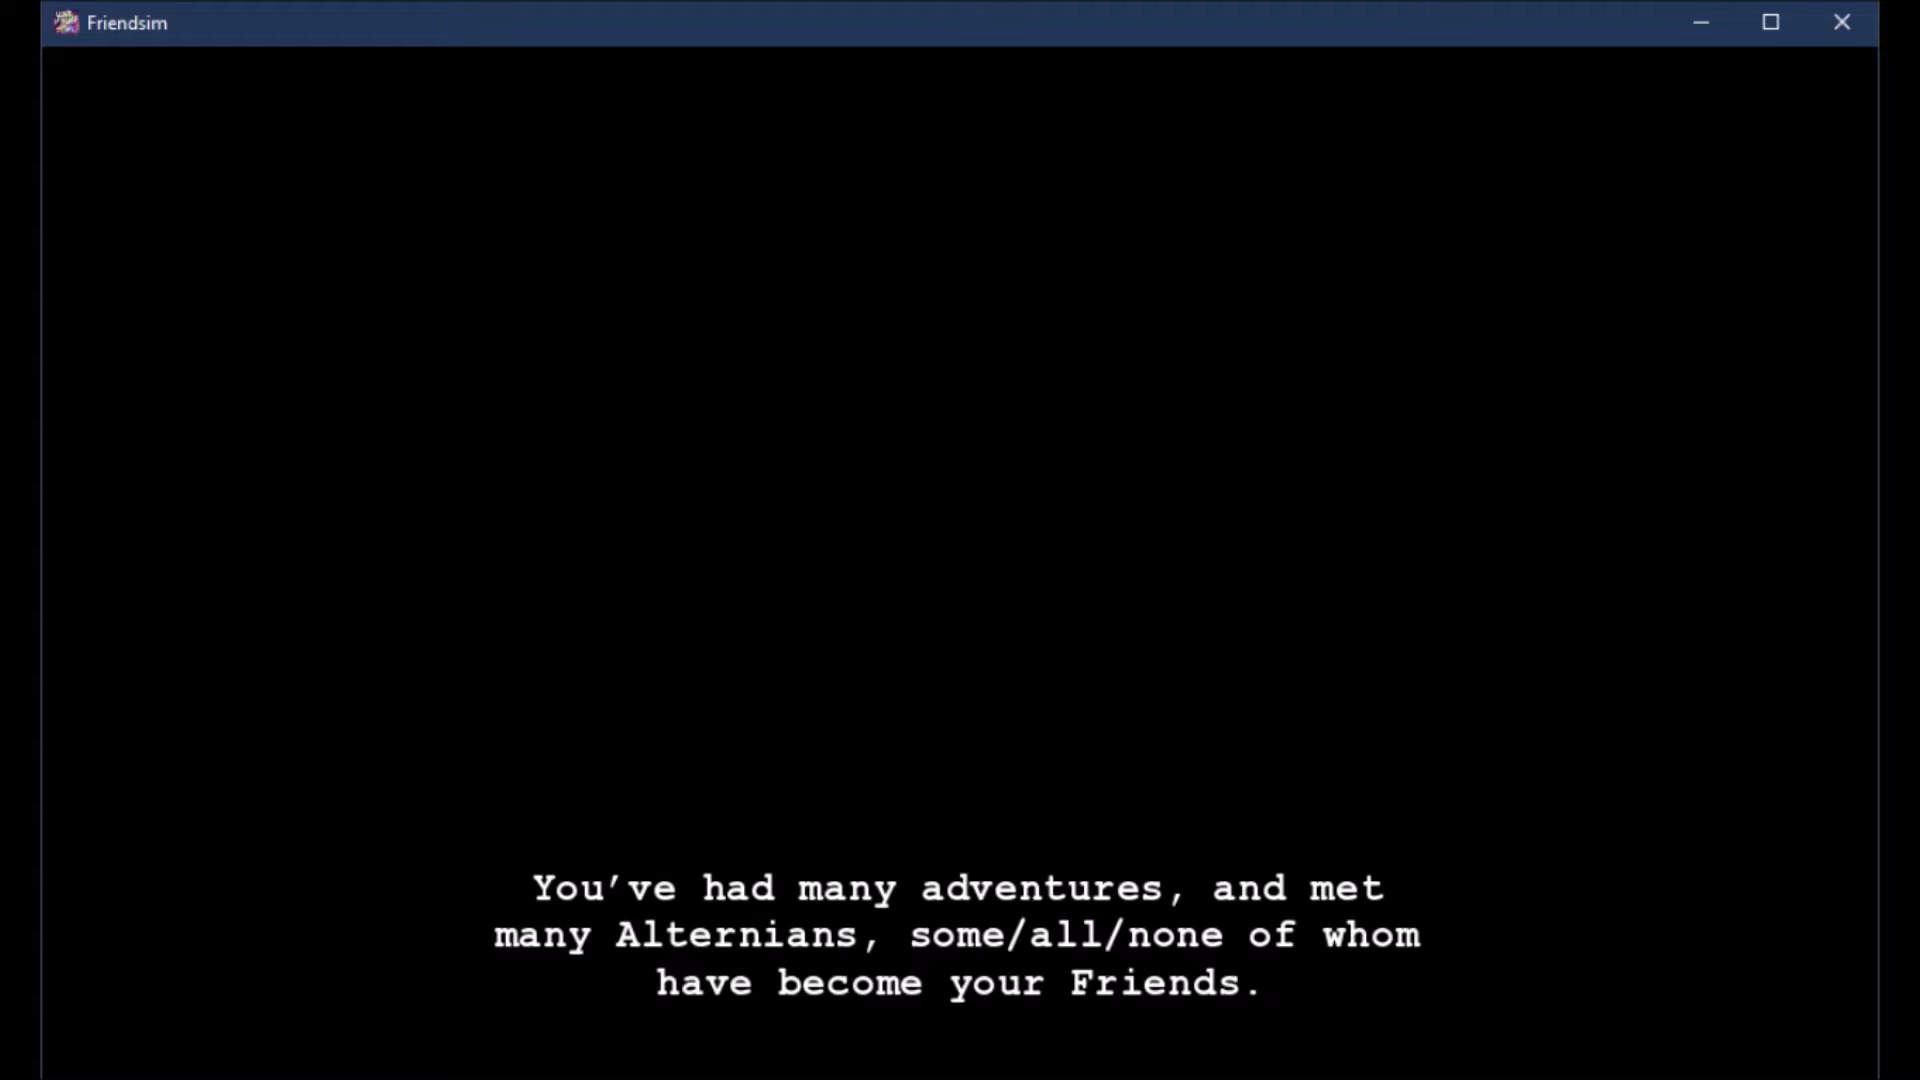 Friendsim
You’ve had many adventures, and met
many Alternians, some/all/none of whom
have become your Friends.